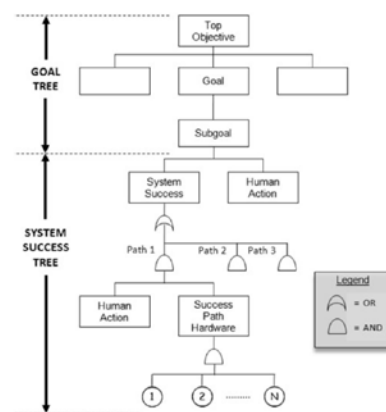 Top
Objective
GOAL
TREE
Goal
Subgoal
SYSTEM
SUCCESS
TREE
System
Success
Human
Action
Path 1
Path 2
Path 3
Human
Action
Success
Path
Hardware
Legend
= OR
= AND
1
2
.........
N